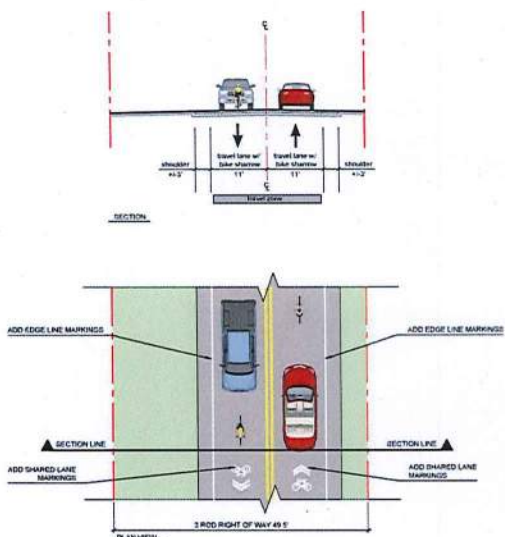 ℄
shoulder
travel lane w/
bike sharrow
travel lane w/
bike sharrow
shoulder
+/-3'
11'
11'
+/-3'
℄
travel zone
SECTION
ADD EDGE LINE MARKINGS
ADD EDGE LINE MARKINGS
SECTION LINE
SECTION LINE
ADD SHARED LANE
MARKINGS
ADD SHARED LANE
MARKINGS
3 ROD RIGHT OF WAY 49.5'
PLAN VIEW